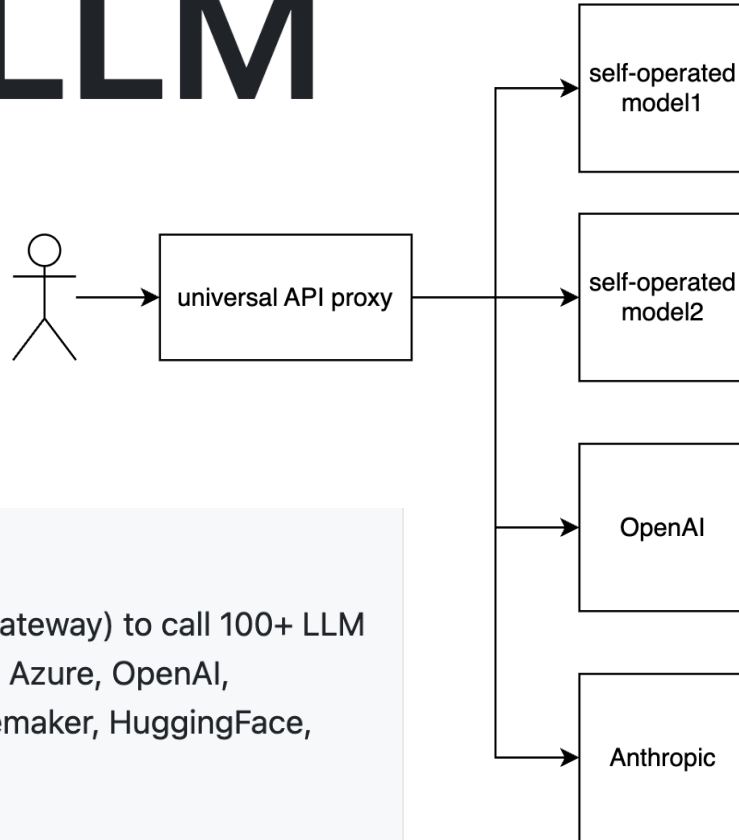 LLM
self-operated
model1
universal API proxy
self-operated
model2
OpenAI
ateway) to call 100+ LLM
Azure, OpenAI,
emaker, HuggingFace,
Anthropic